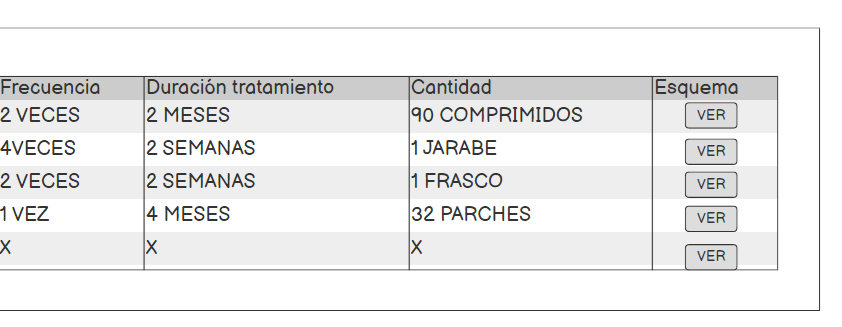 Frecuencia Duración tratamiento Cantidad Esquema
2 VECES 2 MESES 90 COMPRIMIDOS VER
4VECES 2 SEMANAS 1 JARABE VER
2 VECES 2 SEMANAS 1 FRASCO VER
1 VEZ 4 MESES 32 PARCHES VER
X X X VER